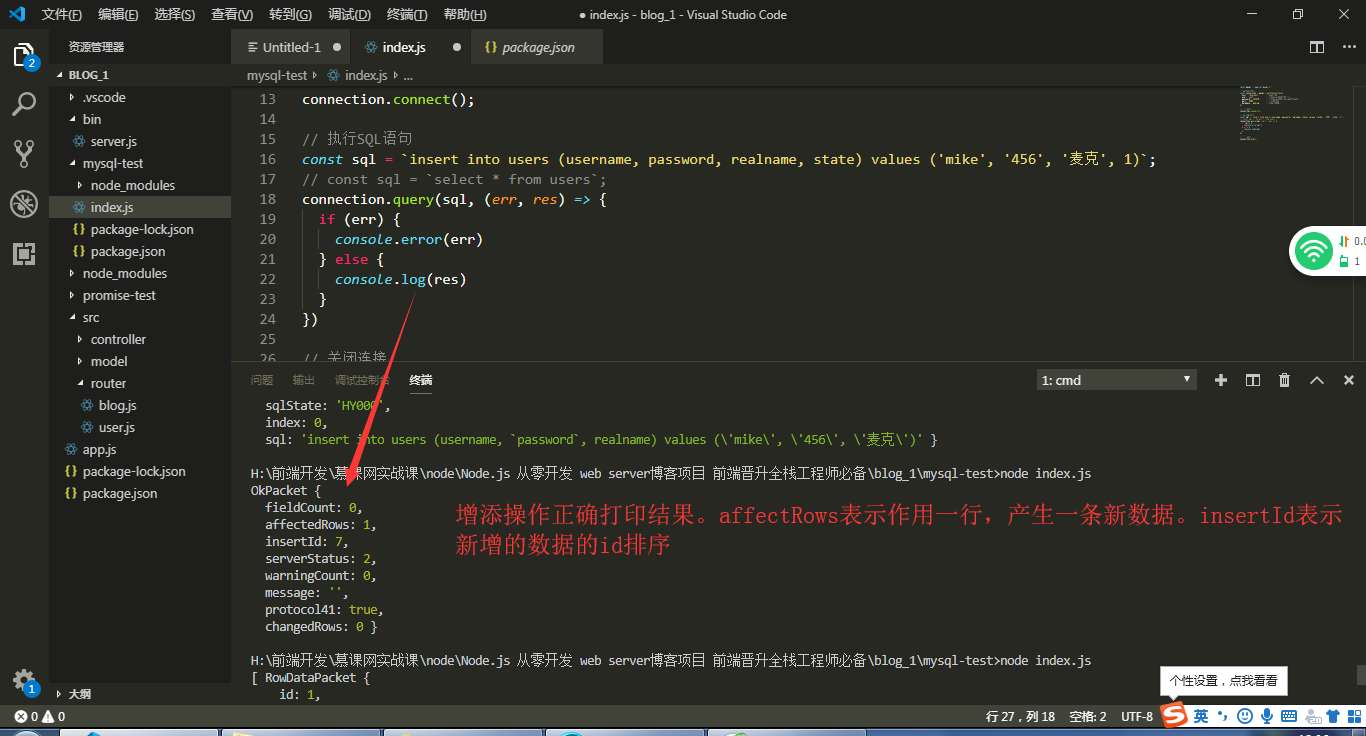 文件(F) 编辑(E) 选择(S) 查看(V) 转到(G) 调试(D) 终端(T) 帮助(H)
● index.js - blog_1 - Visual Studio Code
资源管理器
Untitled-1 ●
index.js ●
{} package.json
2
BLOG_1
.vscode
bin
server.js
mysql-test
node_modules
index.js
{} package-lock.json
{} package.json
node_modules
promise-test
src
controller
model
router
blog.js
user.js
app.js
{} package-lock.json
{} package.json
大纲
1
mysql-test index.js ...
13 connection.connect();
14
15 // 执行SQL语句
16 const sql = `insert into users (username, password, realname, state) values ('mike', '456', '麦克', 1)`;
17 // const sql = `select * from users`;
18 connection.query(sql, (err, res) => {
19 if (err) {
20 console.error(err)
21 } else {
22 console.log(res)
23 }
24 })
25
26 // 关闭连接
0.0
1
问题 输出 调试控制台 终端
1: cmd
sqlState: 'HY000',
index: 0,
sql: 'insert into users (username, `password`, realname) values (\'mike\', \'456\', \'麦克\')' }
H:\前端开发\慕课网实战课\node\Node.js 从零开发 web server博客项目 前端晋升全栈工程师必备\blog_1\mysql-test>node index.js
OkPacket {
fieldCount: 0,
affectedRows: 1,
insertId: 7,
serverStatus: 2,
warningCount: 0,
message: '',
protocol41: true,
changedRows: 0 }
增添操作正确打印结果。affectRows表示作用一行，产生一条新数据。insertId表示
新增的数据的id排序
H:\前端开发\慕课网实战课\node\Node.js 从零开发 web server博客项目 前端晋升全栈工程师必备\blog_1\mysql-test>node index.js
[ RowDataPacket {
id: 1,
个性设置，点我看看
0 0
行 27，列 18 空格: 2 UTF-8
S 英